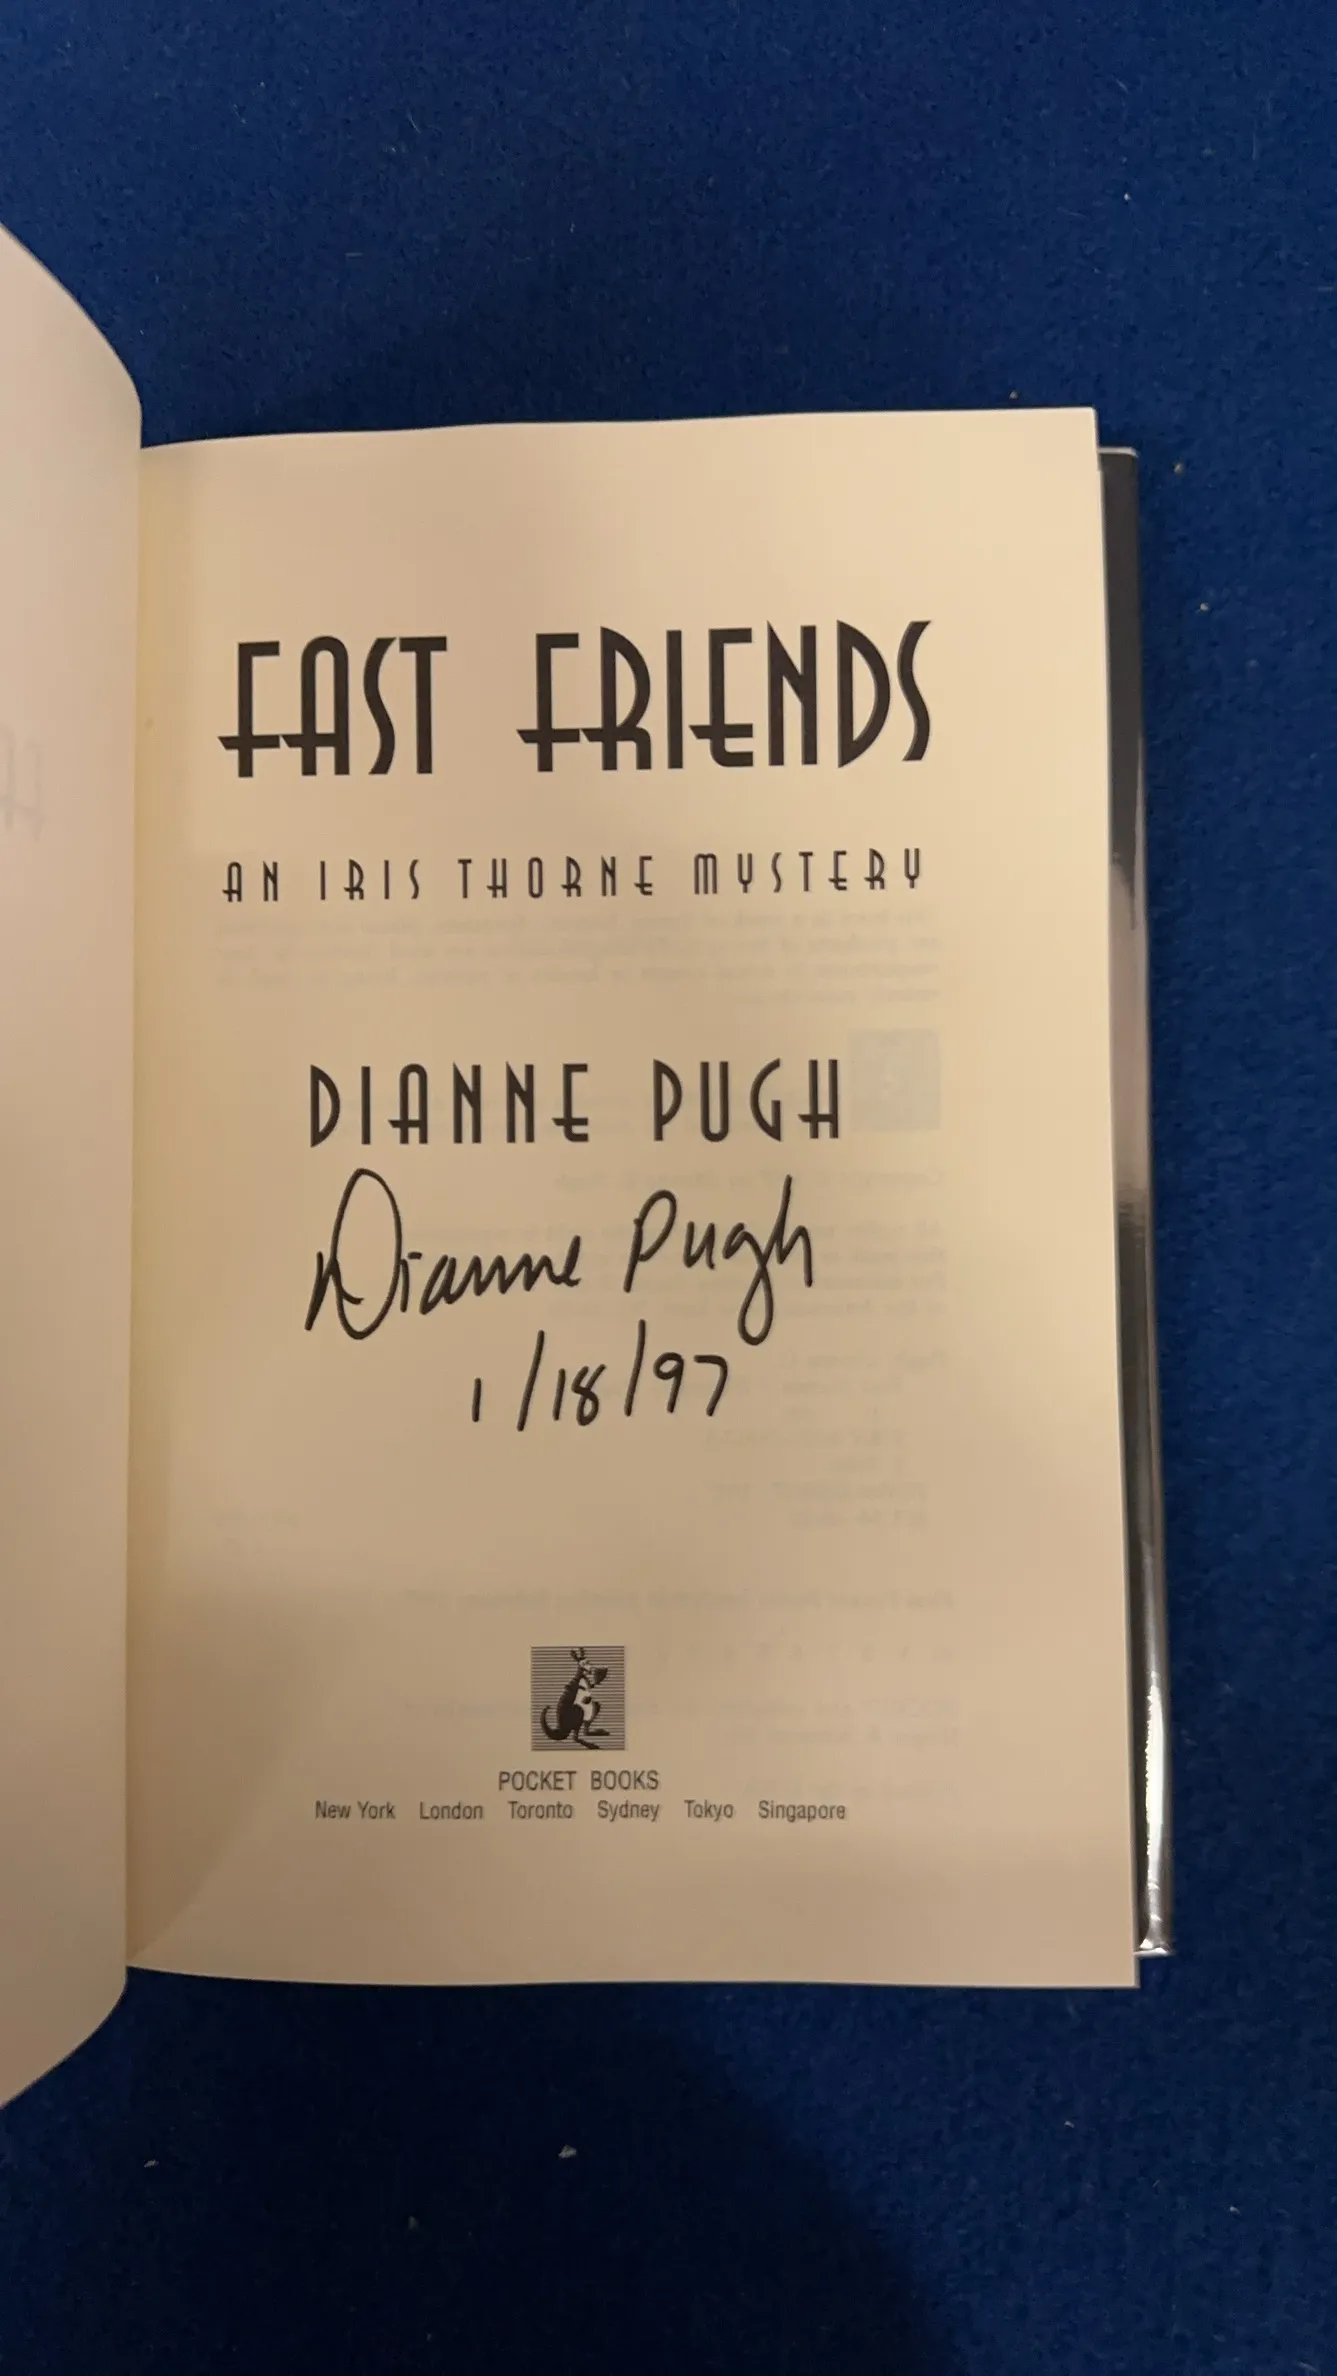 FAST FRIENDS
AN IRIS THORNE MYSTERY
DIANNE PUGH
Dianne Pugh
1/18/97
POCKET BOOKS
New York London Toronto Sydney Tokyo Singapore